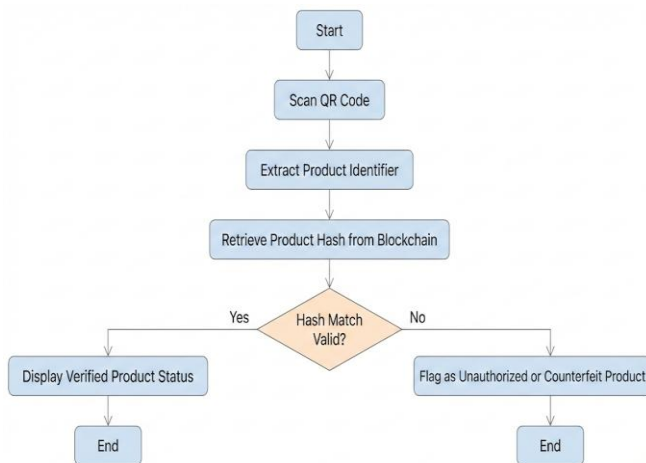 Start
Scan QR Code
Extract Product Identifier
Retrieve Product Hash from Blockchain
Yes
Hash Match
Valid?
No
Display Verified Product Status
Flag as Unauthorized or Counterfeit Product
End
End